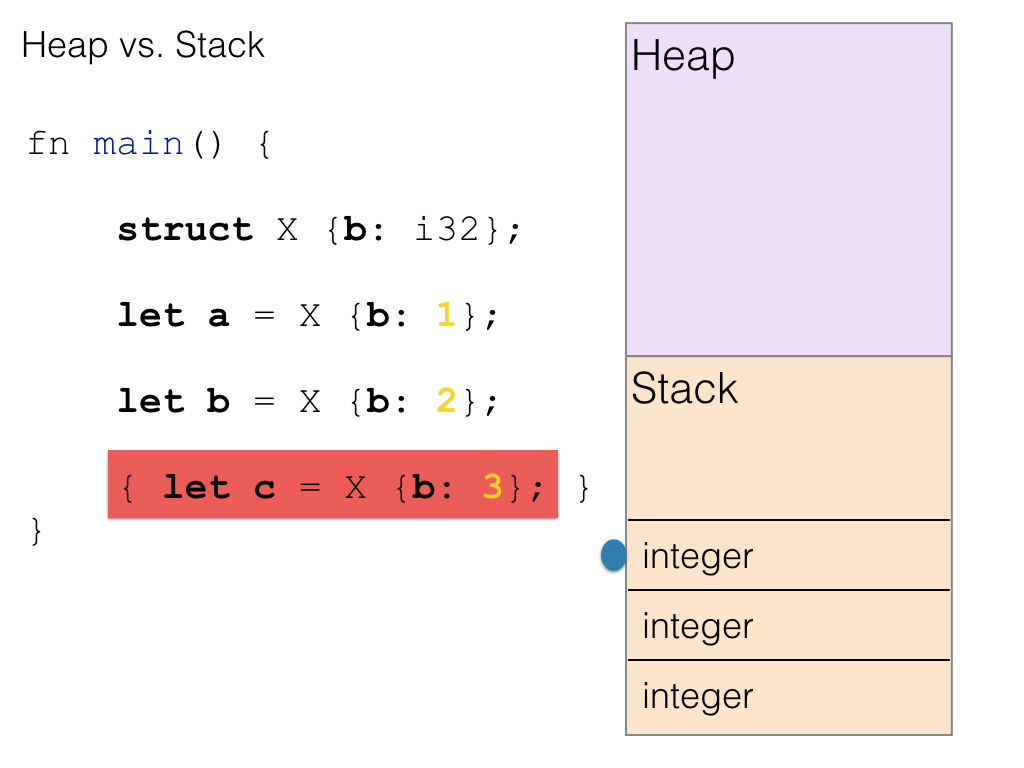 Heap vs. Stack
fn main() {
struct X {b: i32};
let a = X {b: 1};
let b = X {b: 2};
{ let c = X {b: 3}; }
}
Heap
Stack
integer
integer
integer